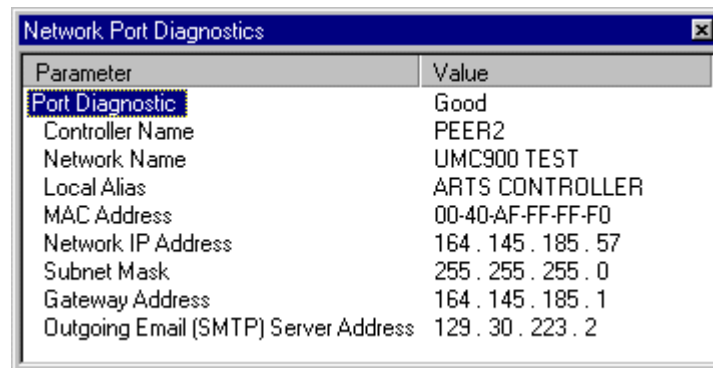 Network Port Diagnostics
Parameter Value
Port Diagnostic Good
Controller Name PEER2
Network Name UMC900 TEST
Local Alias ARTS CONTROLLER
MAC Address 00-40-AF-FF-FF-F0
Network IP Address 164 . 145 . 185 . 57
Subnet Mask 255 . 255 . 255 . 0
Gateway Address 164 . 145 . 185 . 1
Outgoing Email (SMTP) Server Address 129 . 30 . 223 . 2